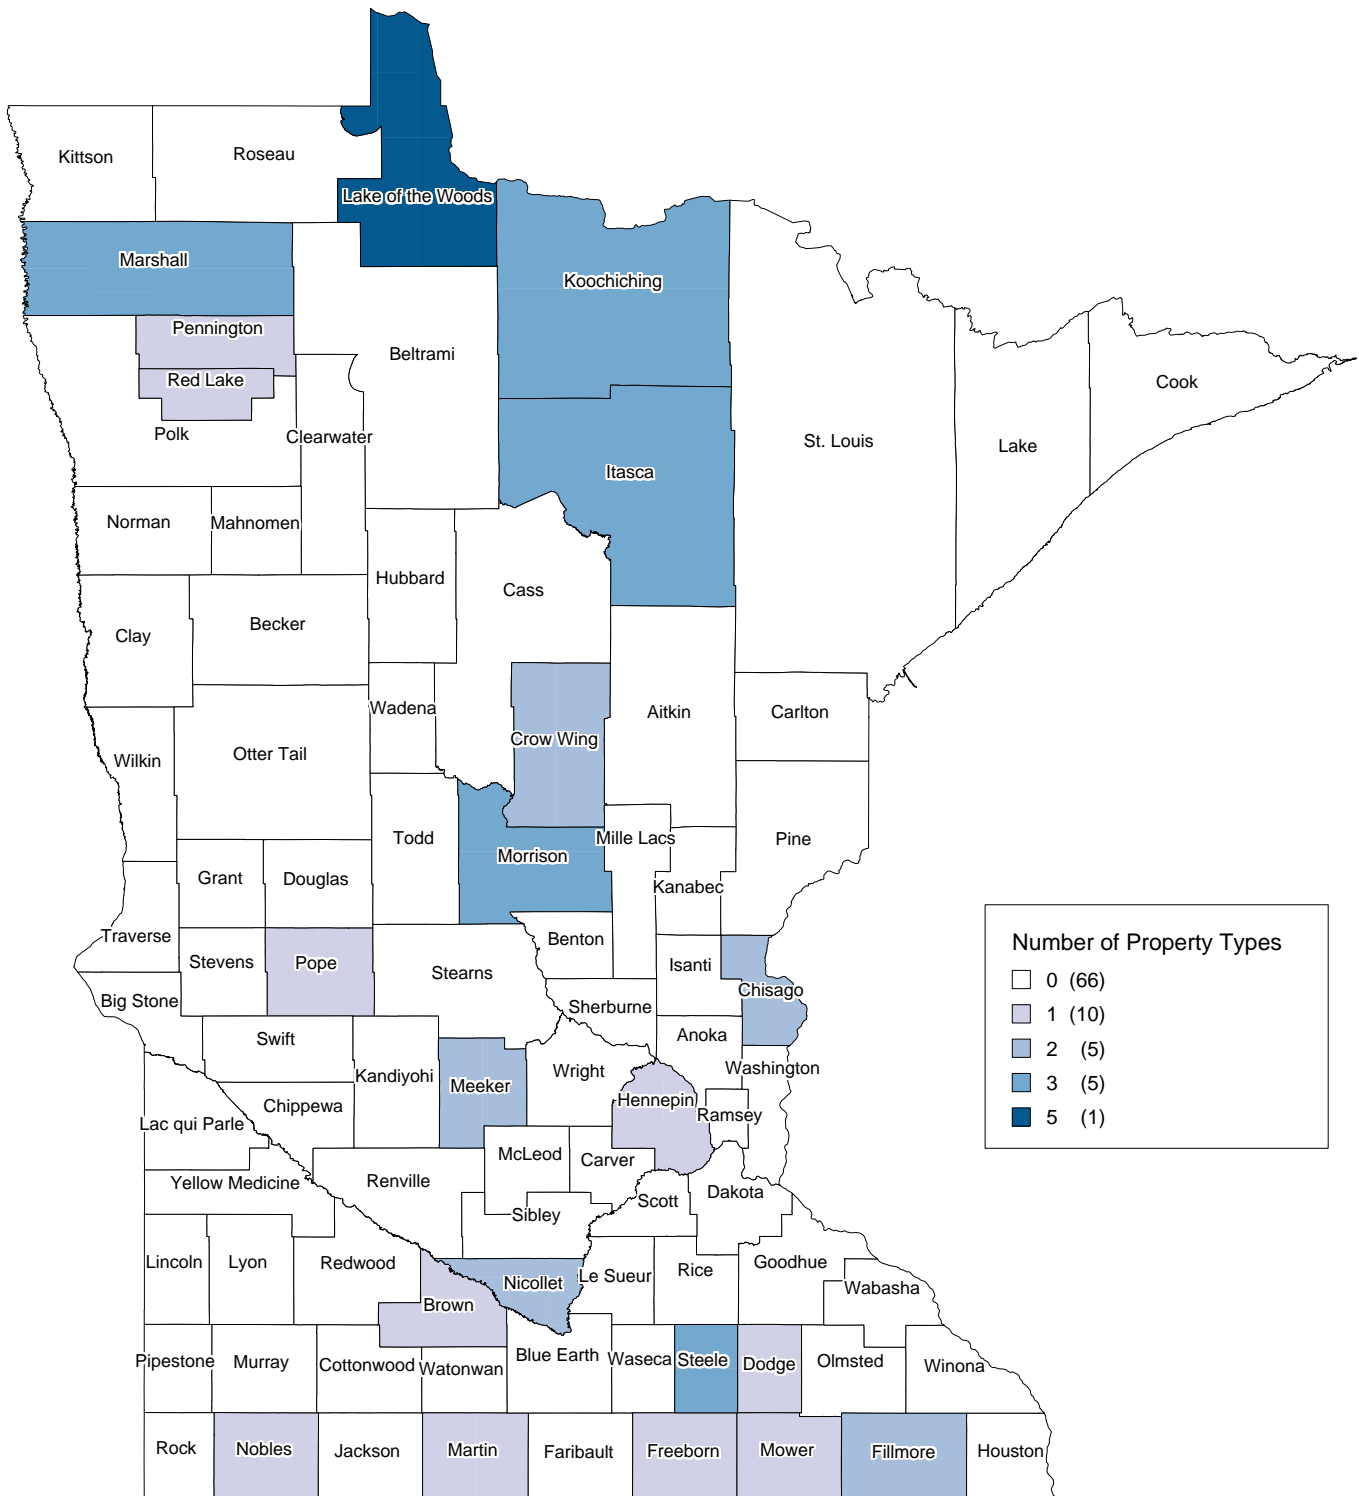 Kittson
Roseau
Lake of the Woods
Marshall
Koochiching
Pennington
Beltrami
Red Lake
Cook
Polk
Clearwater
St. Louis
Lake
Itasca
Norman
Mahnomen
Hubbard
Cass
Becker
Clay
Wadena
Aitkin
Carlton
Crow Wing
Otter Tail
Wilkin
Todd
Mille Lacs
Pine
Morrison
Grant
Douglas
Kanabec
Traverse
Benton
Stevens
Pope
Stearns
Isanti
Chisago
Big Stone
Sherburne
Anoka
Swift
Washington
Wright
Kandiyohi
Meeker
Hennepin
Chippewa
Ramsey
Lac qui Parle
McLeod
Carver
Yellow Medicine
Renville
Dakota
Scott
Sibley
Lincoln
Lyon
Redwood
Goodhue
Rice
Le Sueur
Nicollet
Wabasha
Brown
Pipestone
Murray
Cottonwood
Watonwan
Blue Earth
Waseca
Steele
Dodge
Olmsted
Winona
Rock
Nobles
Jackson
Martin
Faribault
Freeborn
Mower
Fillmore
Houston
Number of Property Types
0 (66)
1 (10)
2 (5)
3 (5)
5 (1)